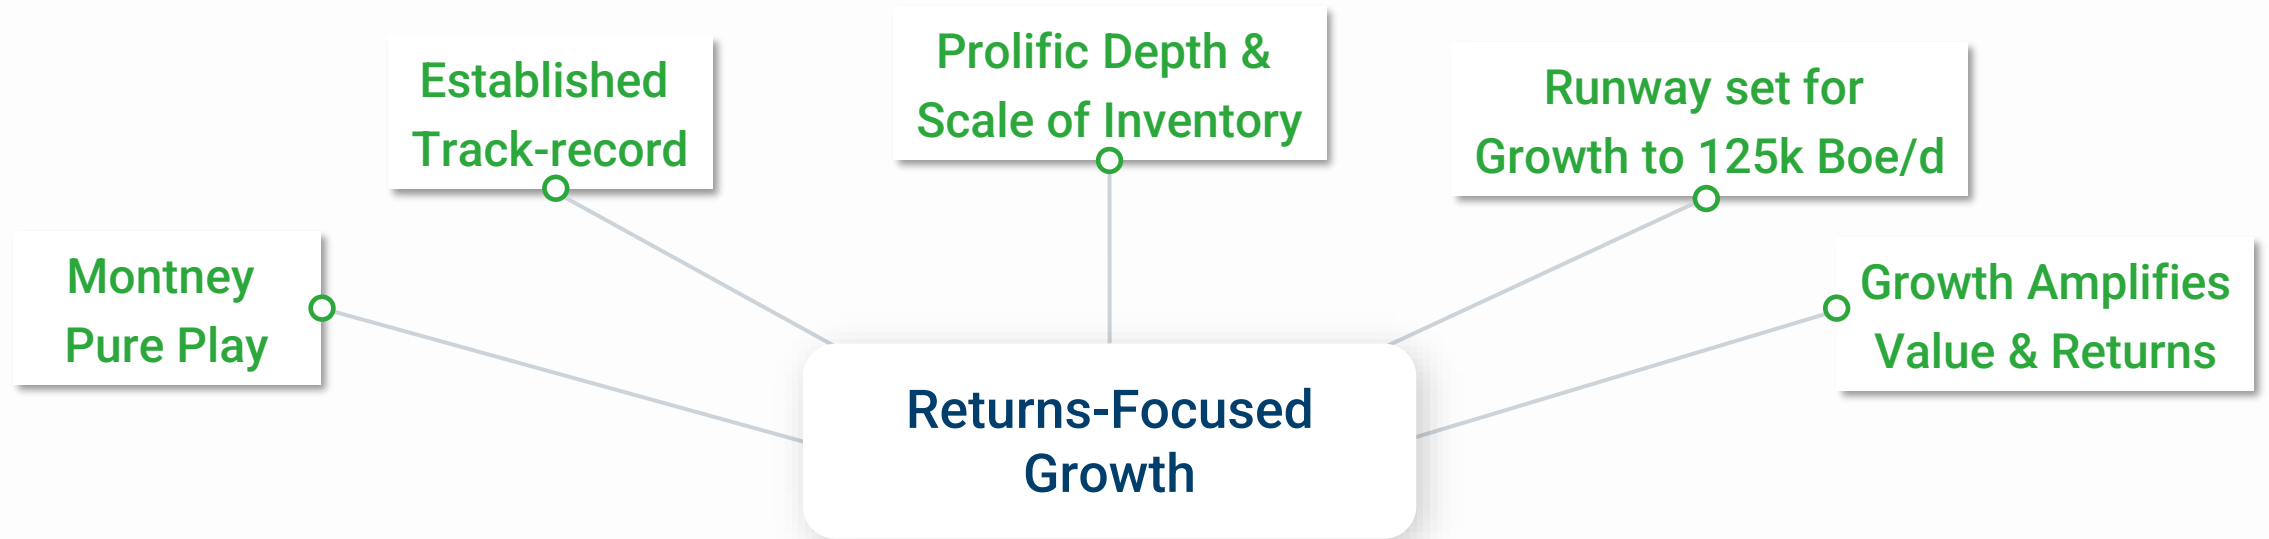 Montney
Pure Play
Established
Track-record
Prolific Depth &
Scale of Inventory
Runway set for
Growth to 125k Boe/d
Growth Amplifies
Value & Returns
Returns-Focused
Growth